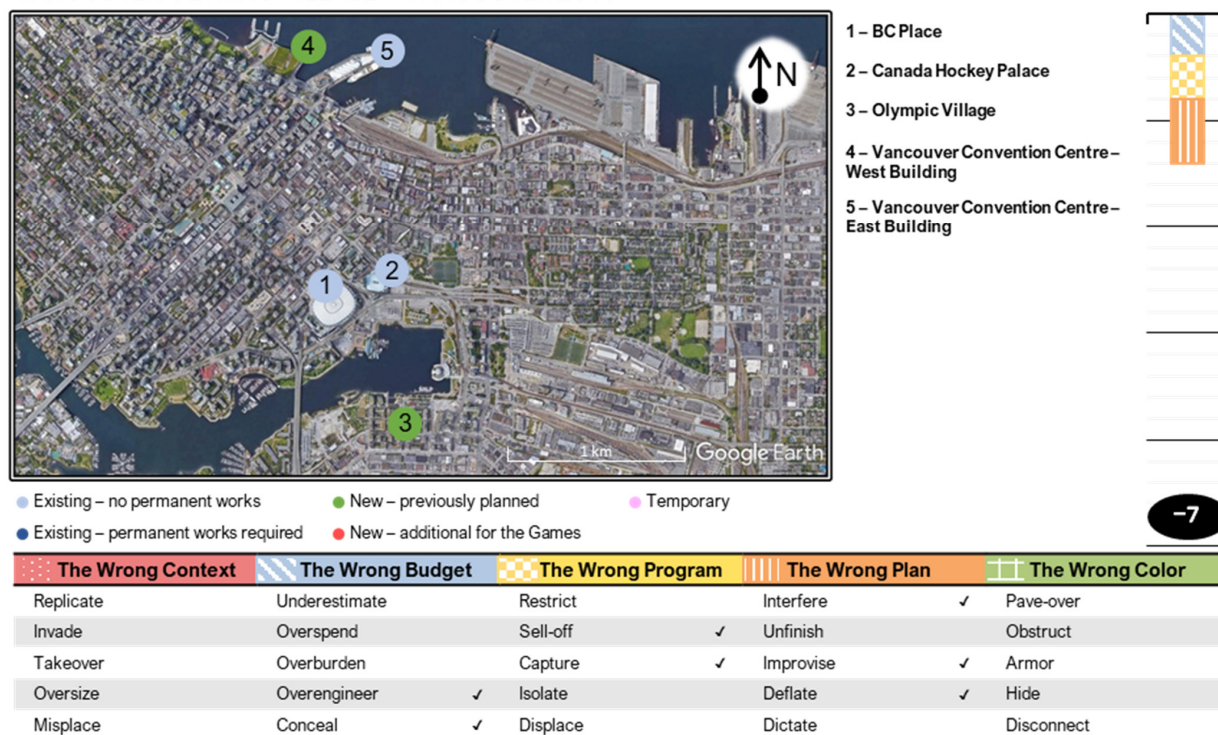 4
5
N
1
2
3
1 km
Google Earth
1 – BC Place
2 – Canada Hockey Palace
3 – Olympic Village
4 – Vancouver Convention Centre –
West Building
5 – Vancouver Convention Centre –
East Building
–7
Existing – no permanent works
New – previously planned
Temporary
Existing – permanent works required
New – additional for the Games
The Wrong Context The Wrong Budget The Wrong Program The Wrong Plan The Wrong Color
Replicate Underestimate Restrict Interfere ✓ Pave-over
Invade Overspend Sell-off ✓ Unfinish Obstruct
Takeover Overburden Capture ✓ Improvise ✓ Armor
Oversize Overengineer ✓ Isolate Deflate ✓ Hide
Misplace Conceal ✓ Displace Dictate Disconnect